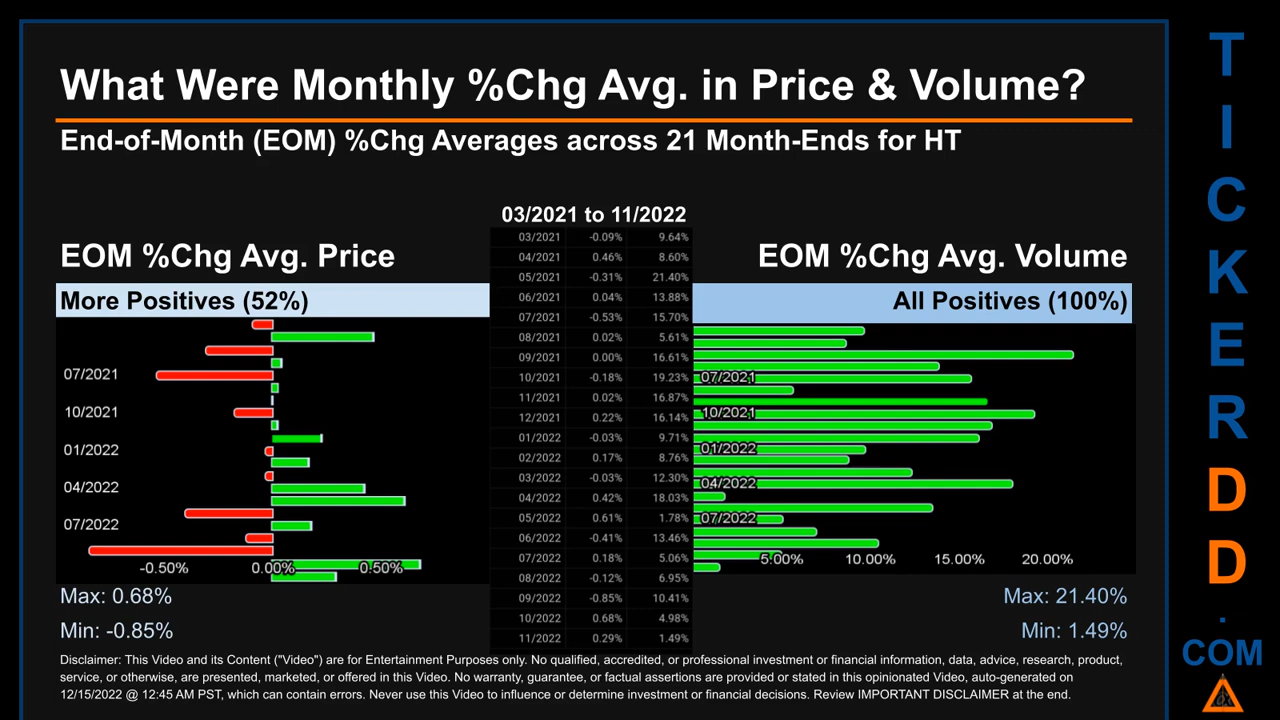 What Were Monthly %Chg Avg. in Price & Volume?
End-of-Month (EOM) %Chg Averages across 21 Month-Ends for HT
03/2021 to 11/2022
EOM %Chg Avg. Price
More Positives (52%)
07/2021
10/2021
01/2022
04/2022
07/2022
-0.50% 0.00% 0.50%
Max: 0.68%
Min: -0.85%
03/2021 -0.09% 9.64%
04/2021 0.46% 8.60%
05/2021 -0.31% 21.40%
06/2021 0.04% 13.88%
07/2021 -0.53% 15.70%
08/2021 0.02% 5.61%
09/2021 0.00% 16.61%
10/2021 -0.18% 19.23%
11/2021 0.02% 16.87%
12/2021 0.22% 16.14%
01/2022 -0.03% 9.71%
02/2022 0.17% 8.76%
03/2022 -0.03% 12.30%
04/2022 0.42% 18.03%
05/2022 0.61% 1.78%
06/2022 -0.41% 13.46%
07/2022 0.18% 5.06%
08/2022 -0.12% 6.95%
09/2022 -0.85% 10.41%
10/2022 0.68% 4.98%
11/2022 0.29% 1.49%
EOM %Chg Avg. Volume
All Positives (100%)
07/2021
10/2021
01/2022
04/2022
07/2022
5.00% 10.00% 15.00% 20.00%
Max: 21.40%
Min: 1.49%
Disclaimer: This Video and its Content ("Video") are for Entertainment Purposes only. No qualified, accredited, or professional investment or financial information, data, advice, research, product,
service, or otherwise, are presented, marketed, or offered in this Video. No warranty, guarantee, or factual assertions are provided or stated in this opinionated Video, auto-generated on
12/15/2022 @ 12:45 AM PST, which can contain errors. Never use this Video to influence or determine investment or financial decisions. Review IMPORTANT DISCLAIMER at the end.
T
I
C
K
E
R
D
D
.
COM